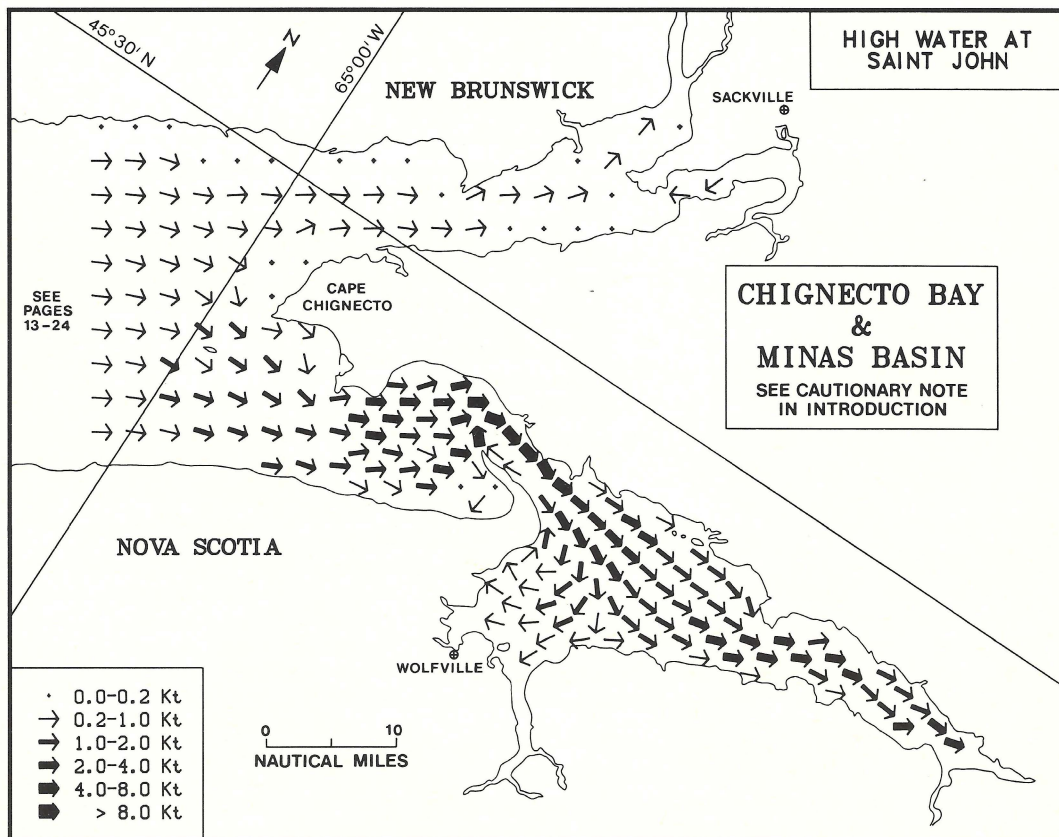 45°30' N
65°00' W
N
NEW BRUNSWICK
HIGH WATER AT
SAINT JOHN
SACKVILLE
SEE
PAGES
13-24
CAPE
CHIGNECTO
CHIGNECTO BAY
&
MINAS BASIN
SEE CAUTIONARY NOTE
IN INTRODUCTION
NOVA SCOTIA
WOLFVILLE
0.0-0.2 Kt
0.2-1.0 Kt
1.0-2.0 Kt
2.0-4.0 Kt
4.0-8.0 Kt
> 8.0 Kt
0 10
NAUTICAL MILES